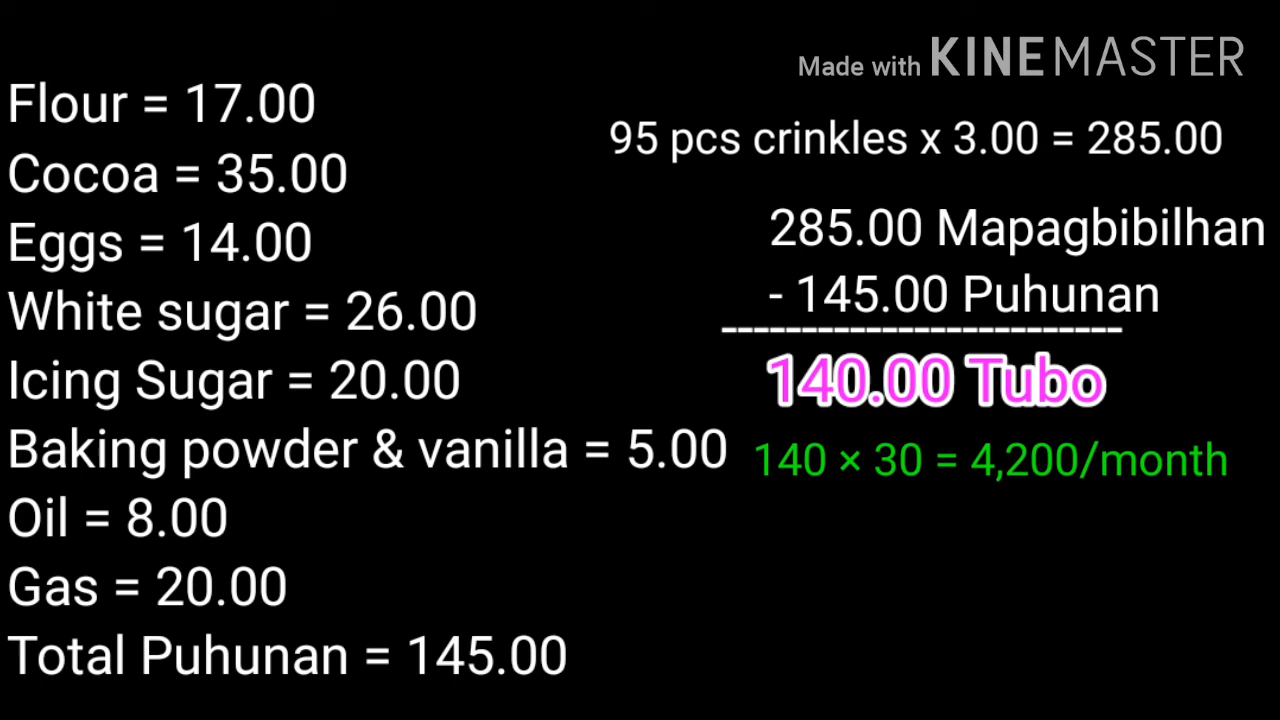 Made with KINEMASTER
Flour = 17.00
Cocoa = 35.00
Eggs = 14.00
White sugar = 26.00
Icing Sugar = 20.00
Baking powder & vanilla = 5.00
Oil = 8.00
Gas = 20.00
Total Puhunan = 145.00
95 pcs crinkles x 3.00 = 285.00
285.00 Mapagbibilhan
- 145.00 Puhunan
-------------------------
140.00 Tubo
140 × 30 = 4,200/month